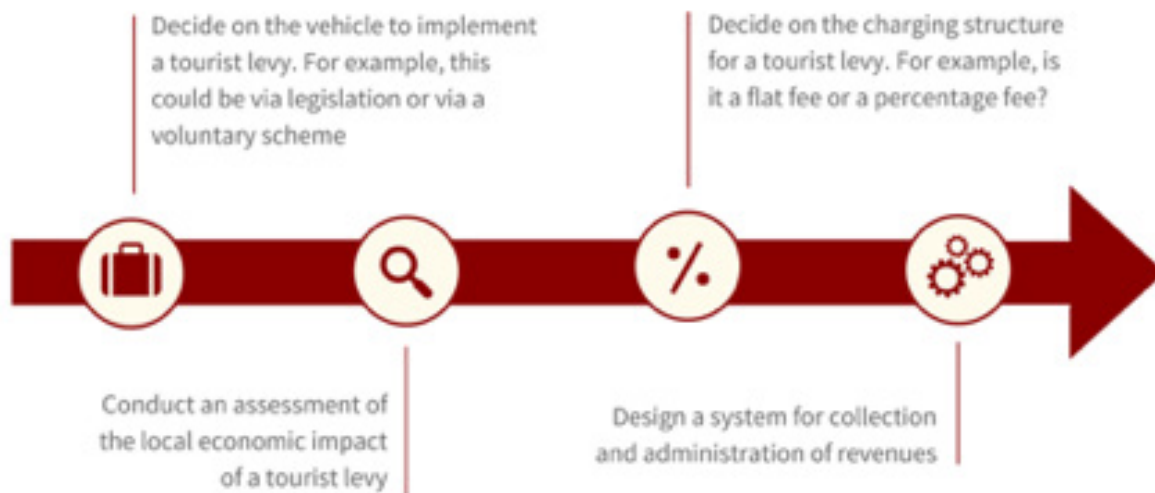 Decide on the vehicle to implement
a tourist levy. For example, this
could be via legislation or via a
voluntary scheme
Conduct an assessment of
the local economic impact
of a tourist levy
Decide on the charging structure
for a tourist levy. For example, is
it a flat fee or a percentage fee?
%
Design a system for collection
and administration of revenues